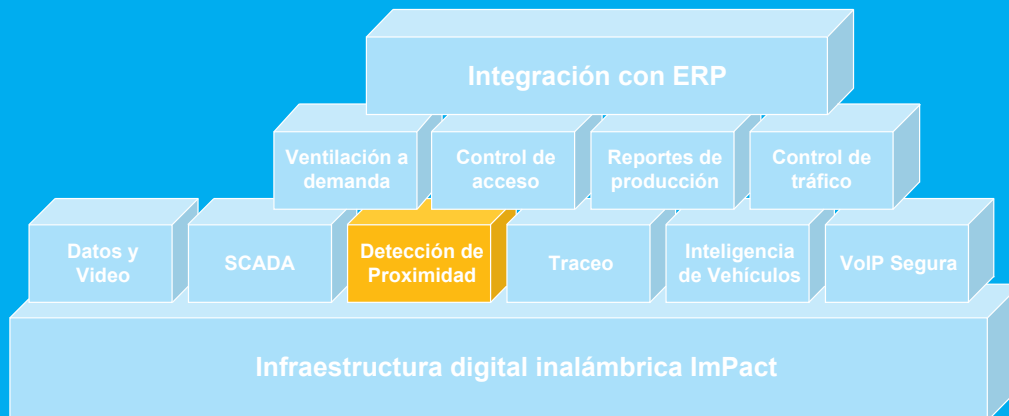 Integración con ERP
Ventilación a
demanda
Control de
acceso
Reportes de
producción
Control de
tráfico
Datos y
Video
SCADA
Detección de
Proximidad
Traceo
Inteligencia
de Vehículos
VoIP Segura
Infraestructura digital inalámbrica ImPact